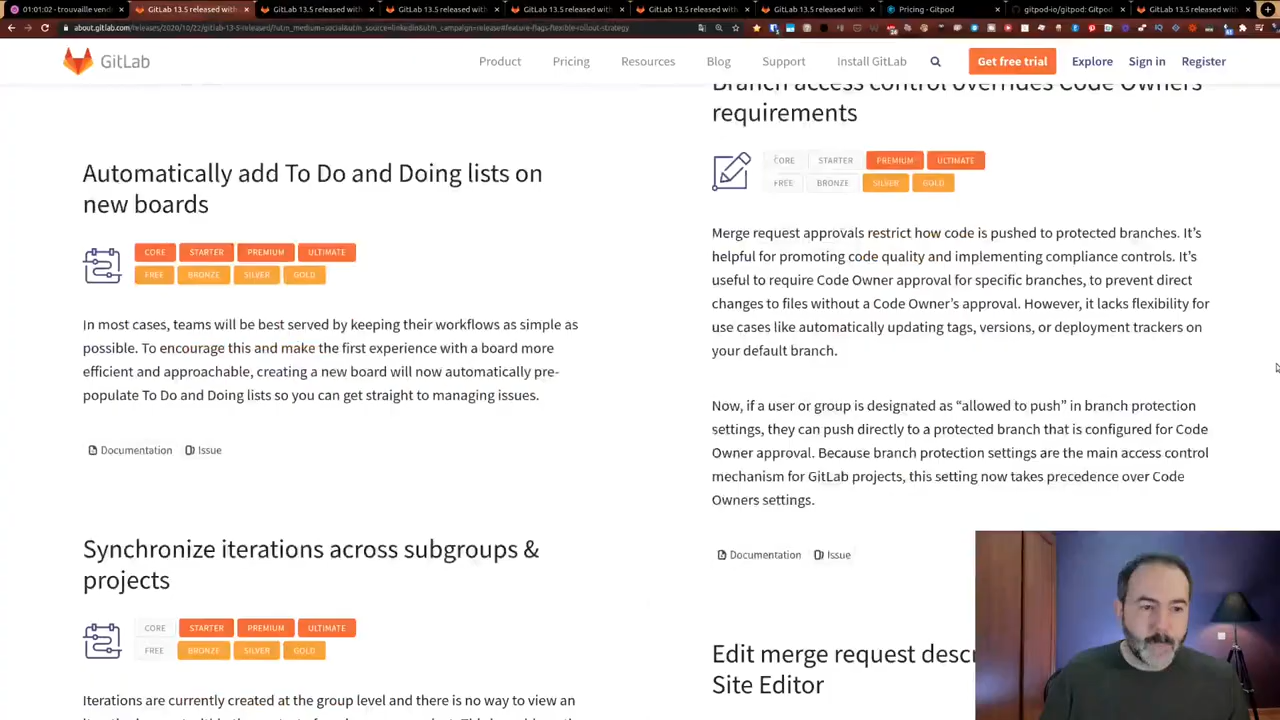 01:01:02 - trouvaille vend
GitLab 13.5 released with
GitLab 13.5 released with
GitLab 13.5 released with
GitLab 13.5 released with
GitLab 13.5 released with
GitLab 13.5 released with
Pricing - Gitpod
gitpod-io/gitpod: Gitpod
GitLab 13.5 released with
about.gitlab.com/releases/2020/10/22/gitlab-13-5-released/?utm_medium=social&utm_source=linkedin&utm_campaign=release#feature-flags-flexible-rollout-strategy
GitLab
Product
Pricing
Resources
Blog
Support
Install GitLab
Get free trial
Explore
Sign in
Register
Automatically add To Do and Doing lists on
new boards
CORE STARTER PREMIUM ULTIMATE
FREE BRONZE SILVER GOLD
In most cases, teams will be best served by keeping their workflows as simple as
possible. To encourage this and make the first experience with a board more
efficient and approachable, creating a new board will now automatically pre-
populate To Do and Doing lists so you can get straight to managing issues.
Documentation Issue
Synchronize iterations across subgroups &
projects
CORE STARTER PREMIUM ULTIMATE
FREE BRONZE SILVER GOLD
Iterations are currently created at the group level and there is no way to view an
Branch access control overrides Code Owners
requirements
CORE STARTER PREMIUM ULTIMATE
FREE BRONZE SILVER GOLD
Merge request approvals restrict how code is pushed to protected branches. It's
helpful for promoting code quality and implementing compliance controls. It's
useful to require Code Owner approval for specific branches, to prevent direct
changes to files without a Code Owner's approval. However, it lacks flexibility for
use cases like automatically updating tags, versions, or deployment trackers on
your default branch.
Now, if a user or group is designated as “allowed to push” in branch protection
settings, they can push directly to a protected branch that is configured for Code
Owner approval. Because branch protection settings are the main access control
mechanism for GitLab projects, this setting now takes precedence over Code
Owners settings.
Documentation Issue
Edit merge request descr
Site Editor